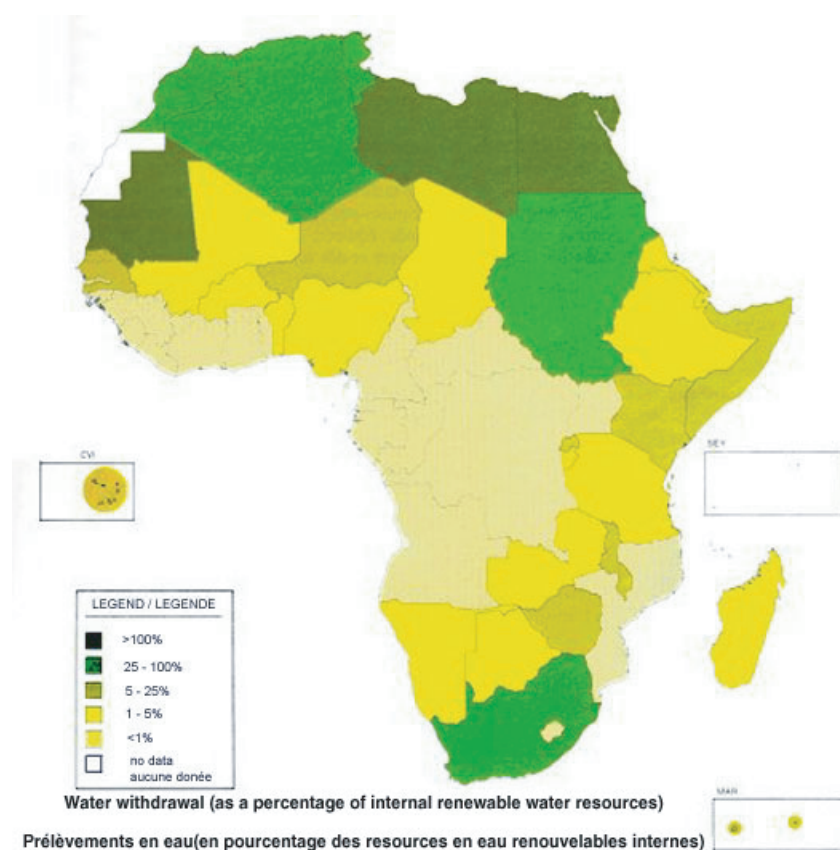 CVI
SEY
LEGEND / LEGENDE
>100%
25 - 100%
5 - 25%
1 - 5%
<1%
no data
aucune donée
MAR
Water withdrawal (as a percentage of internal renewable water resources)
Prélèvements en eau(en pourcentage des resources en eau renouvelables internes)